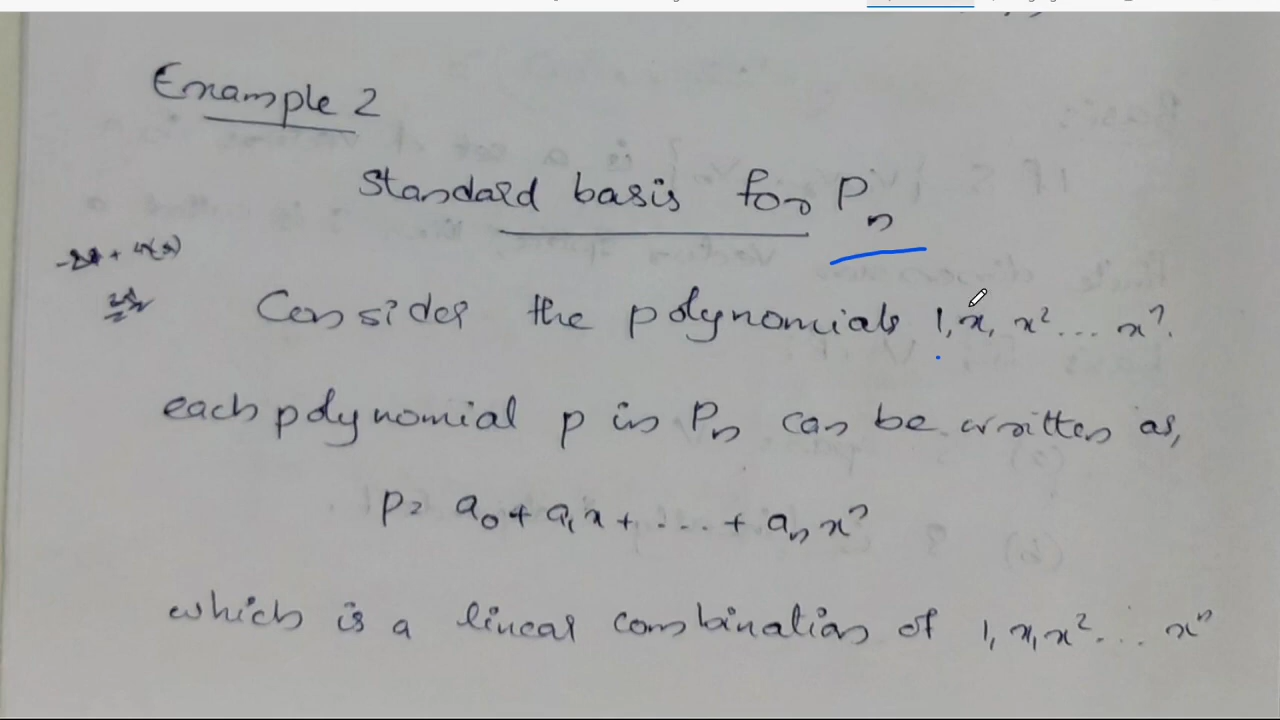 Example 2
Standard basis for Pₙ
Consider the polynomials 1, x, x² ... xⁿ.
each polynomial p in Pₙ can be written as,
p = a₀ + a₁x + ... + aₙxⁿ
which is a linear combination of 1, x, x² ... xⁿ